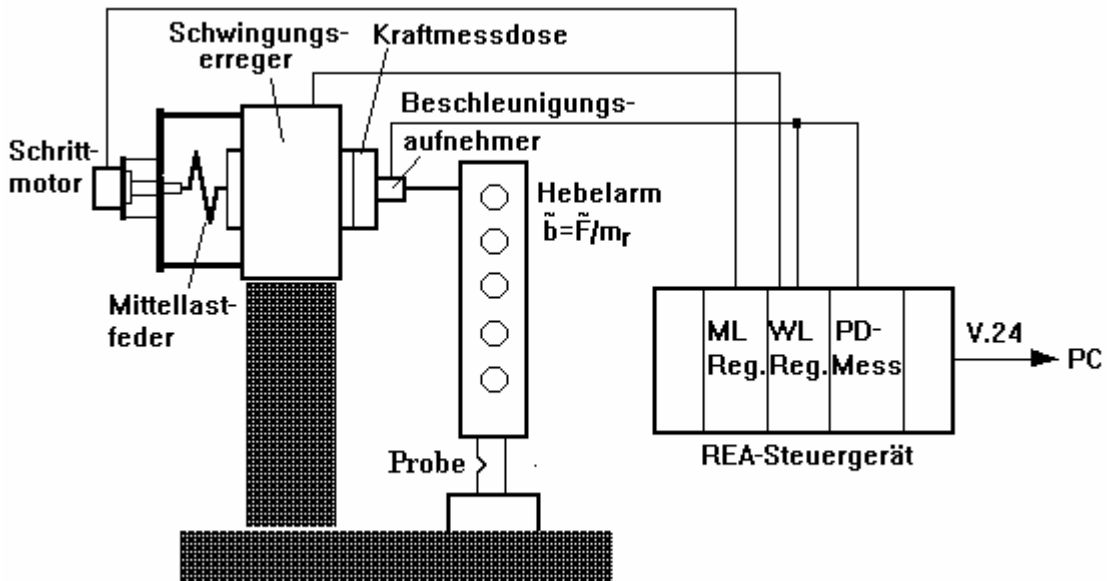 Schwingungs-
erreger
Kraftmessdose
Beschleunigungs-
aufnehmer
Schritt-
motor
Hebelarm
b̃=F̃/mᵣ
Mittellast-
feder
ML
Reg.
WL
Reg.
PD-
Mess
V.24
PC
REA-Steuergerät
Probe